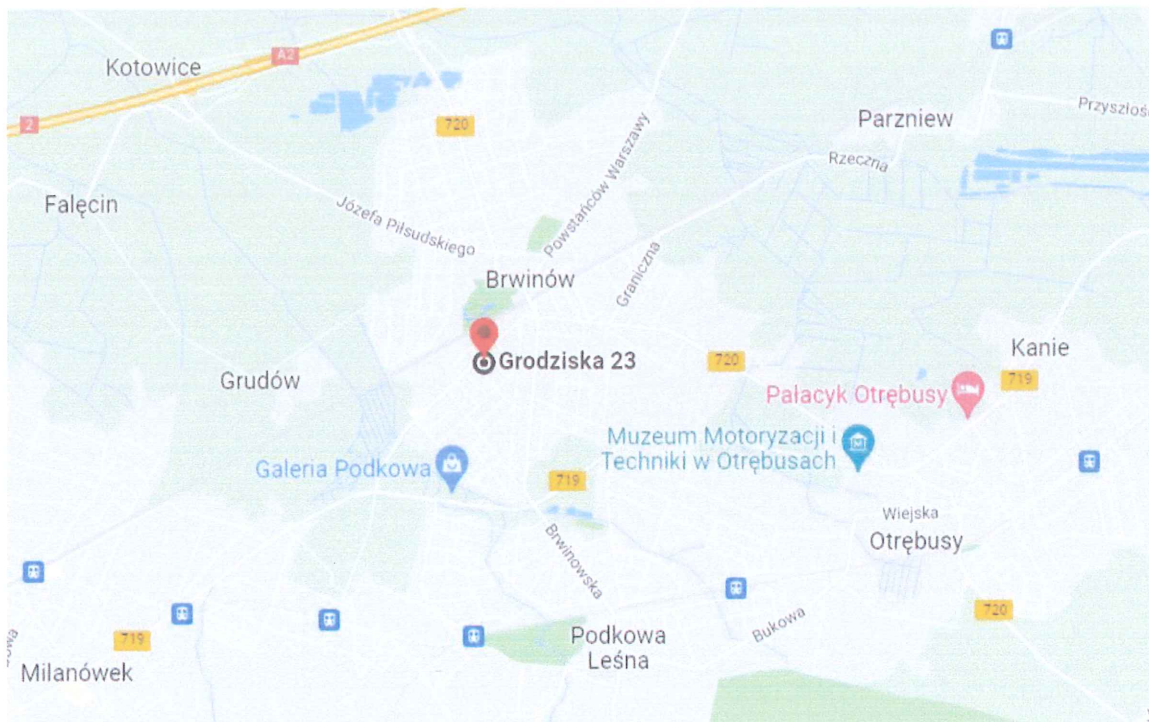 Kotowice
A2
2
720
Parzniew
Przyszłośc
Rzeczna
Falęcin
Józefa Piłsudskiego
Powstańców Warszawy
Graniczna
Brwinów
Grodziska 23
720
Kanie
719
Grudów
Pałacyk Otrębusy
Muzeum Motoryzacji i
Techniki w Otrębusach
Galeria Podkowa
719
Wiejska
Otrębusy
Brwinowska
720
Bukowa
719
Podkowa
Leśna
Milanówek